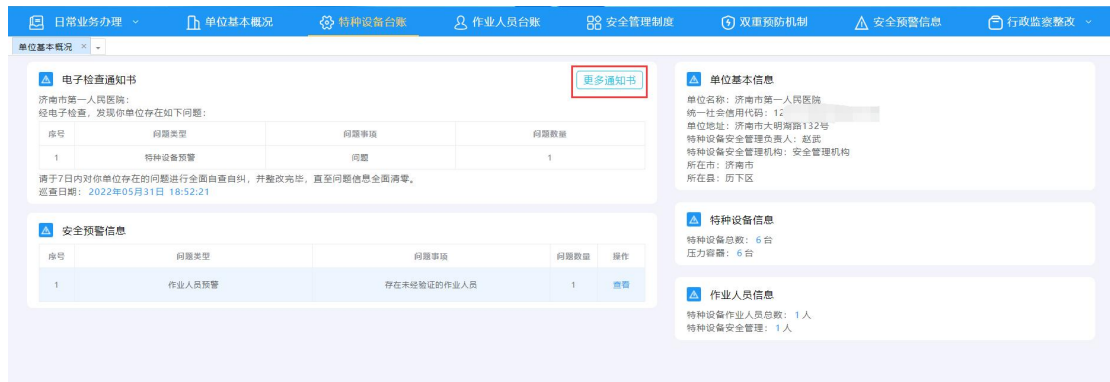 日常业务办理 单位基本概况 特种设备台账 作业人员台账 安全管理制度 双重预防机制 安全预警信息 行政监察整改
单位基本概况 ×
电子检查通知书 更多通知书
济南市第一人民医院：
经电子检查，发现你单位存在如下问题：
序号 问题类型 问题事项 问题数量
1 特种设备预警 问题 1
请于7日内对你单位存在的问题进行全面自查自纠，并整改完毕，直至问题信息全面清零。
巡查日期： 2022年05月31日 18:52:21
安全预警信息
序号 问题类型 问题事项 问题数量 操作
1 作业人员预警 存在未经验证的作业人员 1 查看
单位基本信息
单位名称：济南市第一人民医院
统一社会信用代码：12
单位地址：济南市大明湖路132号
特种设备安全管理负责人：赵武
特种设备安全管理机构：安全管理机构
所在市：济南市
所在县：历下区
特种设备信息
特种设备总数：6台
压力容器：6台
作业人员信息
特种设备作业人员总数：1人
特种设备安全管理：1人